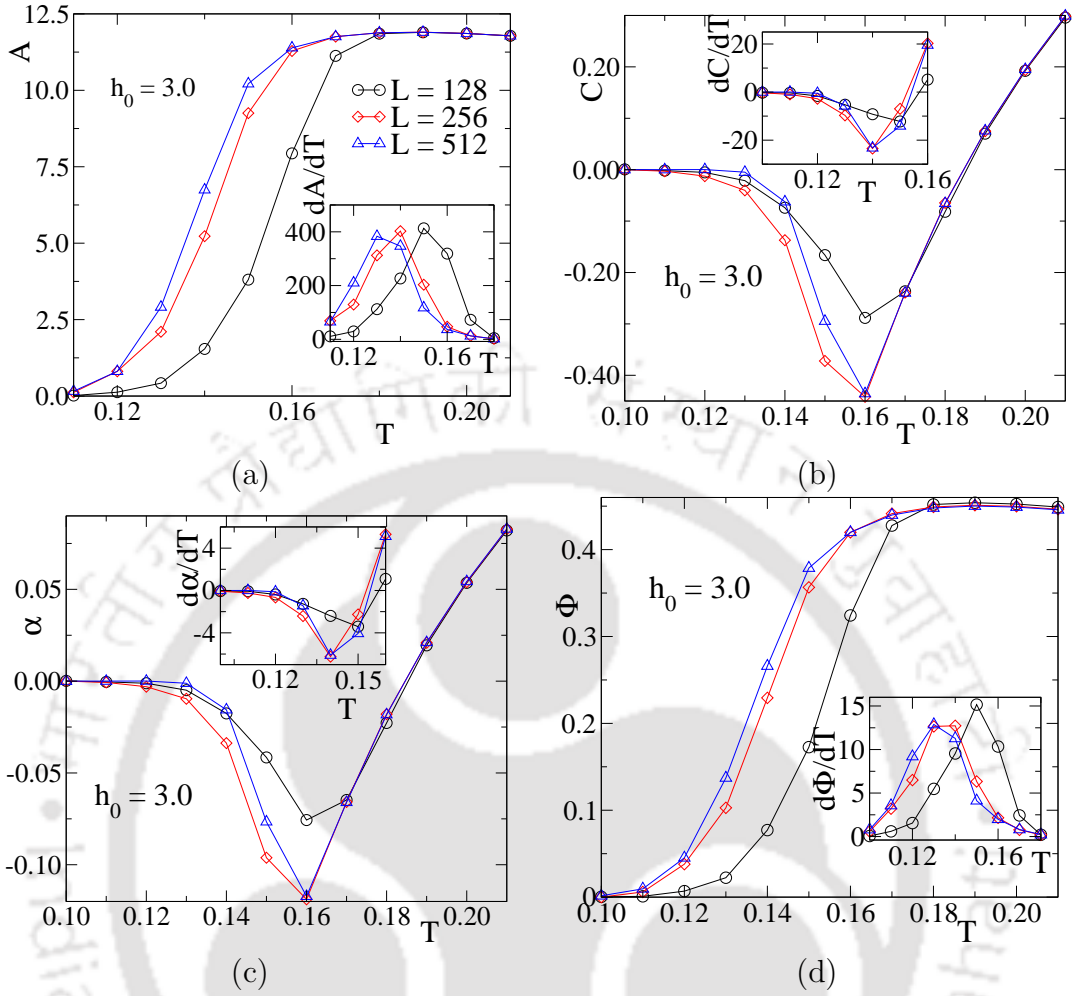 A
12.5
10.0
7.5
5.0
2.5
0.0
h0 = 3.0
L = 128
L = 256
L = 512
dA/dT
400
200
0
0.12 0.16 T
0.12 0.16 0.20
T
(a)
C
0.20
0.00
-0.20
-0.40
dC/dT
20
0
-20
0.12 T 0.16
h0 = 3.0
0.10 0.12 0.14 0.16 0.18 0.20
T
(b)
α
0.05
0.00
-0.05
-0.10
dα/dT
4
0
-4
0.12 0.15
T
h0 = 3.0
0.10 0.12 0.14 0.16 0.18 0.20
T
(c)
Φ
0.4
0.3
0.2
0.1
0
h0 = 3.0
dΦ/dT
15
10
5
0
0.12 0.16 T
0.10 0.12 0.14 0.16 0.18 0.20
T
(d)